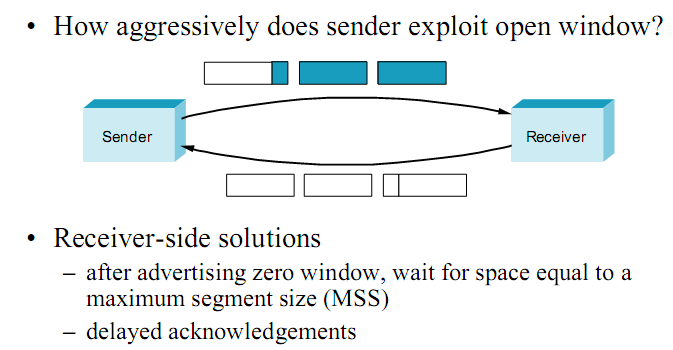 • How aggressively does sender exploit open window?
Sender
Receiver
• Receiver-side solutions
– after advertising zero window, wait for space equal to a
maximum segment size (MSS)
– delayed acknowledgements